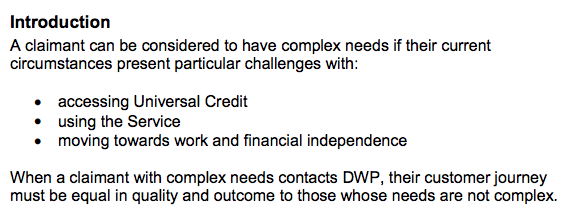 Introduction
A claimant can be considered to have complex needs if their current
circumstances present particular challenges with:
• accessing Universal Credit
• using the Service
• moving towards work and financial independence
When a claimant with complex needs contacts DWP, their customer journey
must be equal in quality and outcome to those whose needs are not complex.